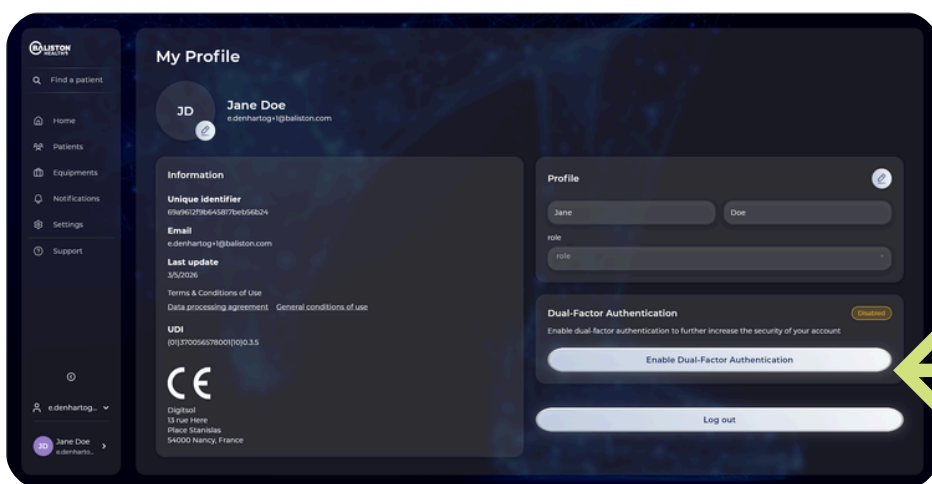 BALISTON
HEALTH+
Find a patient
Home
Patients
Equipments
Notifications
Settings
Support
e.denhartog...
JD
Jane Doe
e.denharto...
My Profile
JD
Jane Doe
e.denhartog+1@baliston.com
Information
Unique identifier
69a9612f9b645817beb56b24
Email
e.denhartog+1@baliston.com
Last update
3/5/2026
Terms & Conditions of Use
Data processing agreement General conditions of use
UDI
(01)370056578001(10)0.3.5
CE
Digitsol
13 rue Here
Place Stanislas
54000 Nancy, France
Profile
Jane Doe
role
role
Dual-Factor Authentication Disabled
Enable dual-factor authentication to further increase the security of your account
Enable Dual-Factor Authentication
Log out